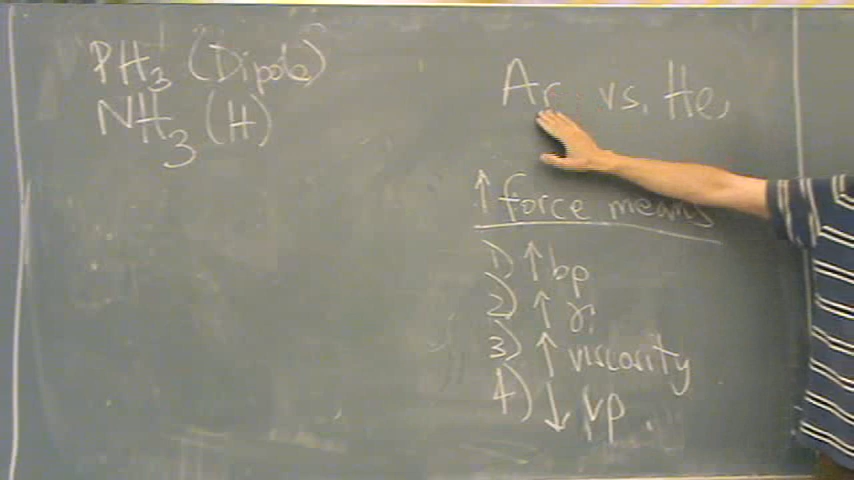 PH3 (Dipole)
NH3 (H)
Ar vs. He
↑ force means
1) ↑ bp
2) ↑ γ
3) ↑ viscosity
4) ↓ vp